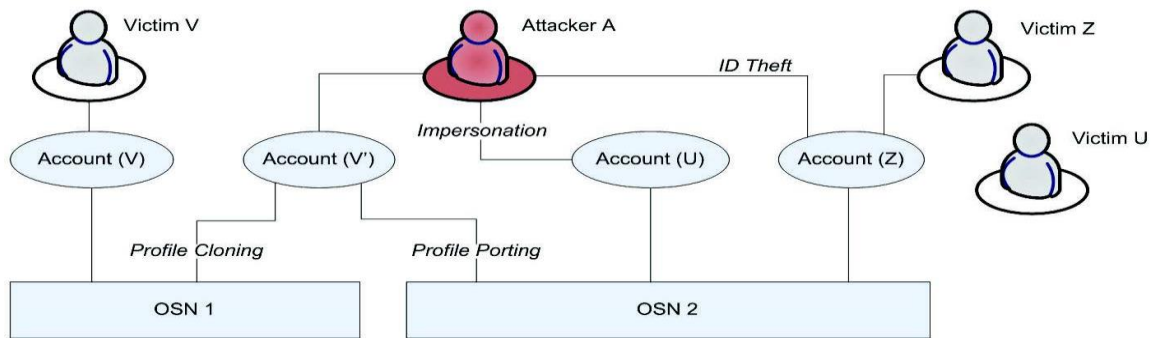 Victim V
Attacker A
Victim Z
ID Theft
Impersonation
Victim U
Account (V)
Account (V')
Account (U)
Account (Z)
Profile Cloning
Profile Porting
OSN 1
OSN 2